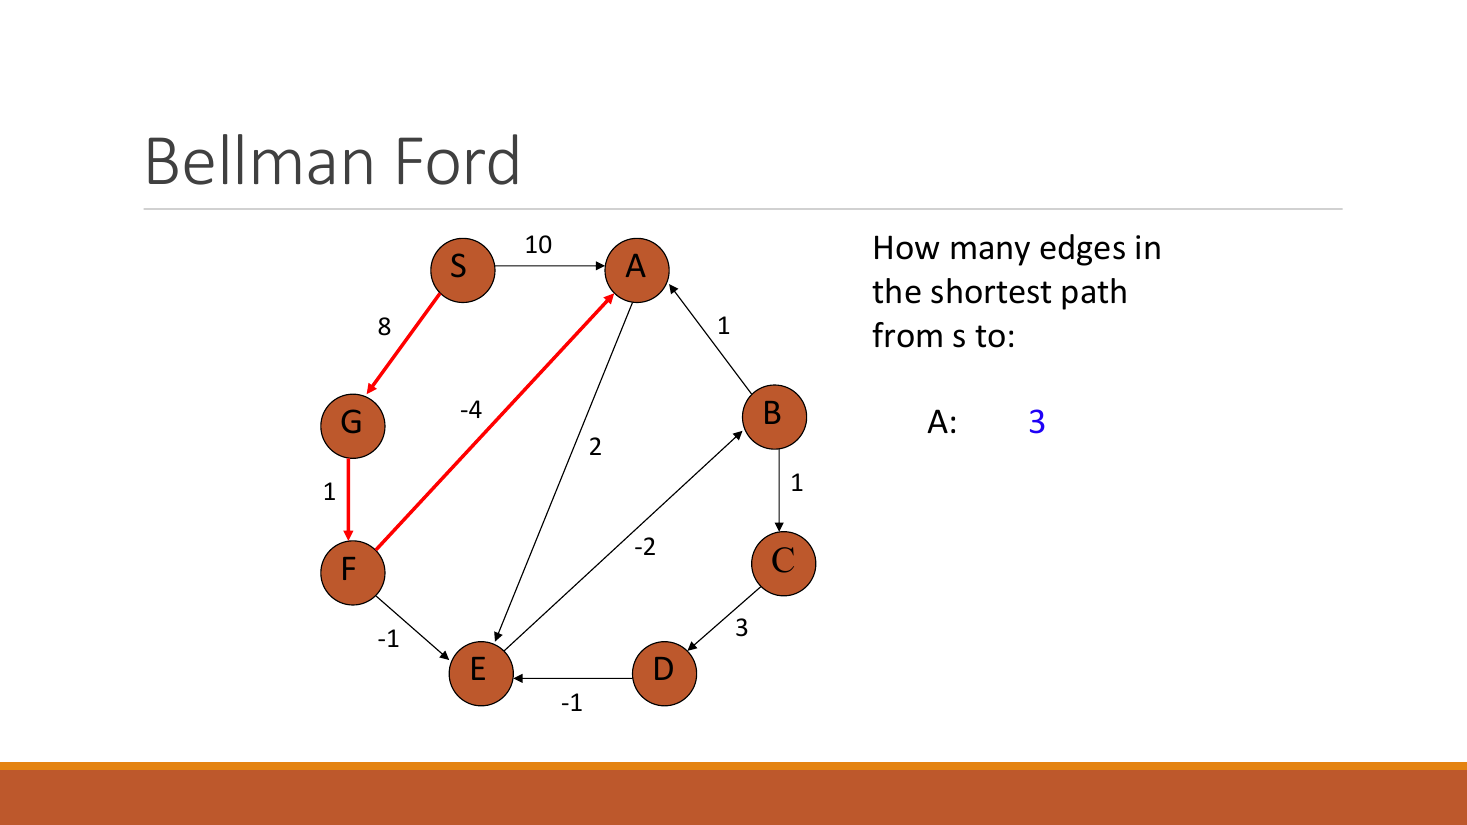 Bellman Ford
10
S
A
How many edges in
the shortest path
from s to:
8
1
-4
G
B
A: 3
2
1
1
-2
F
C
-1
3
E
D
-1